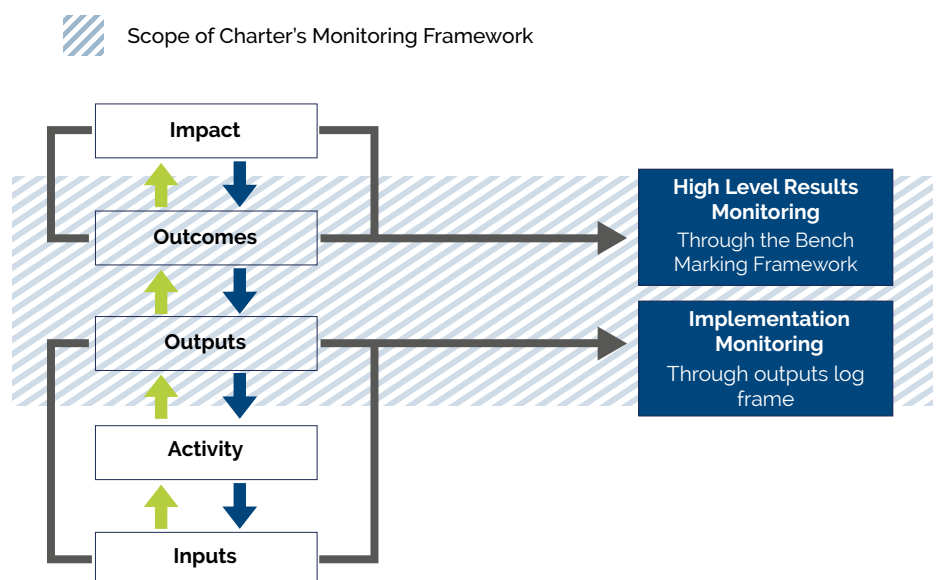 Scope of Charter's Monitoring Framework
Impact
Outcomes
Outputs
Activity
Inputs
High Level Results
Monitoring
Through the Bench
Marking Framework
Implementation
Monitoring
Through outputs log
frame